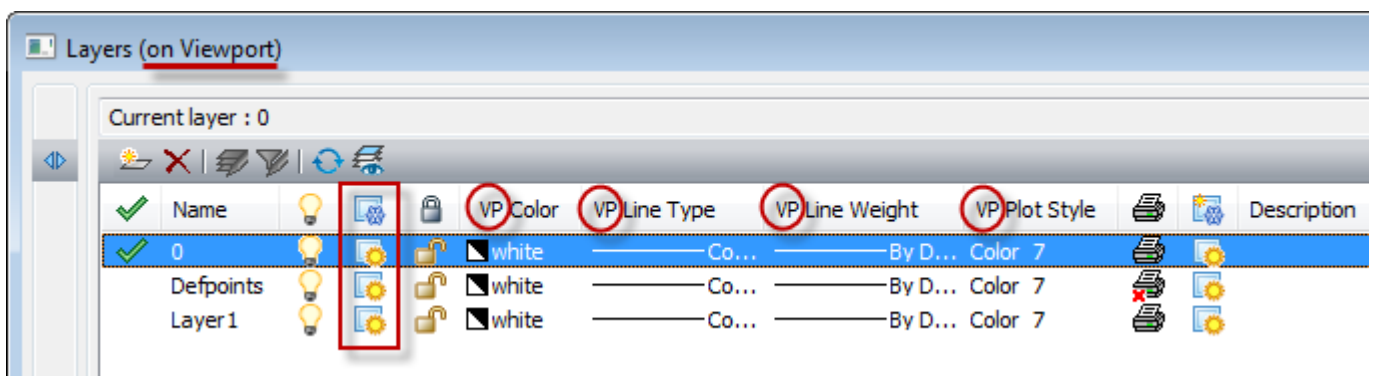 Layers (on Viewport)
Current layer : 0
Name VP Color VP Line Type VP Line Weight VP Plot Style Description
0 white Co... By D... Color 7
Defpoints white Co... By D... Color 7
Layer1 white Co... By D... Color 7